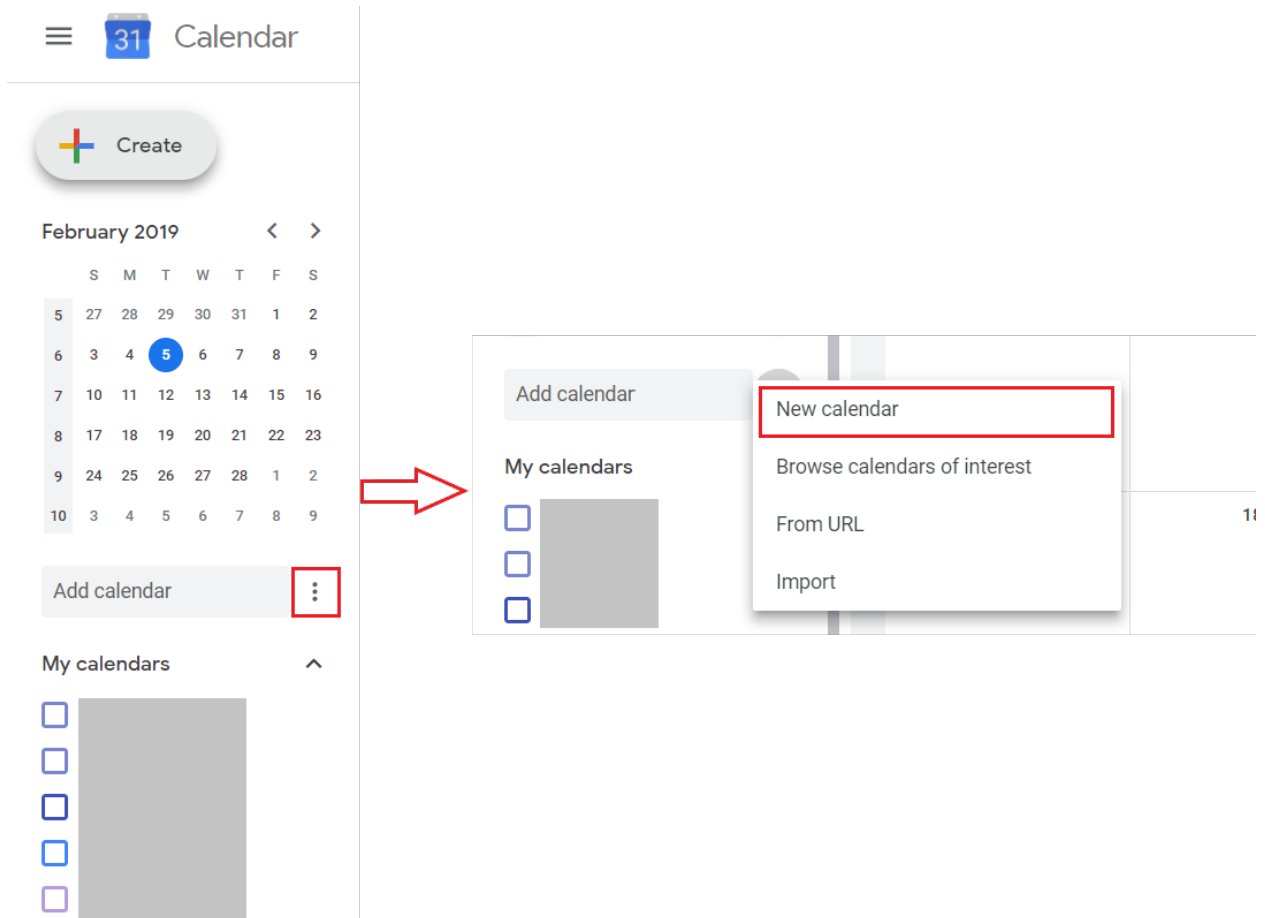 31 Calendar
Create
February 2019
S M T W T F S
5 27 28 29 30 31 1 2
6 3 4 5 6 7 8 9
7 10 11 12 13 14 15 16
8 17 18 19 20 21 22 23
9 24 25 26 27 28 1 2
10 3 4 5 6 7 8 9
Add calendar
My calendars
Add calendar
My calendars
New calendar
Browse calendars of interest
From URL
Import